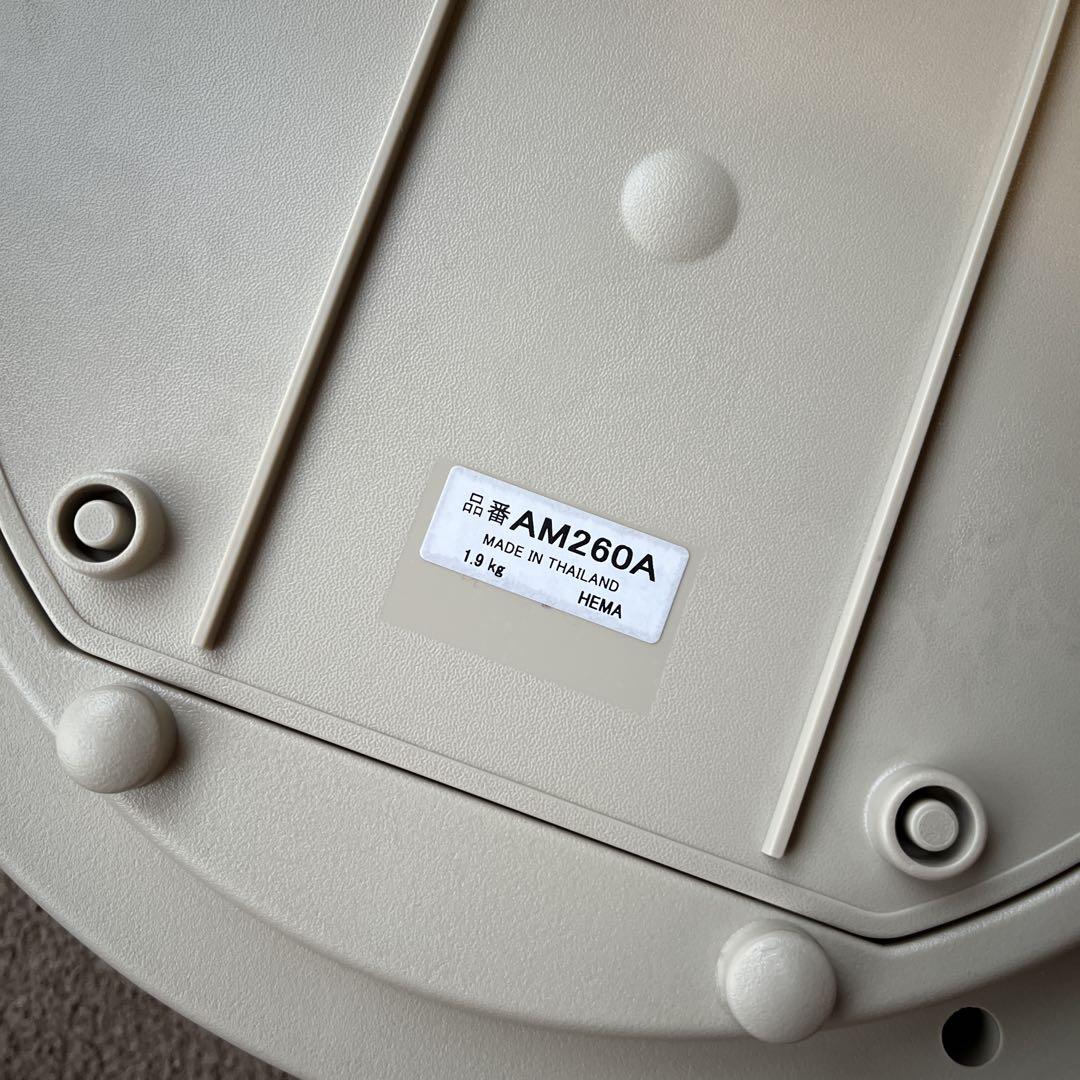 品番AM260A
MADE IN THAILAND
1.9 kg
HEMA